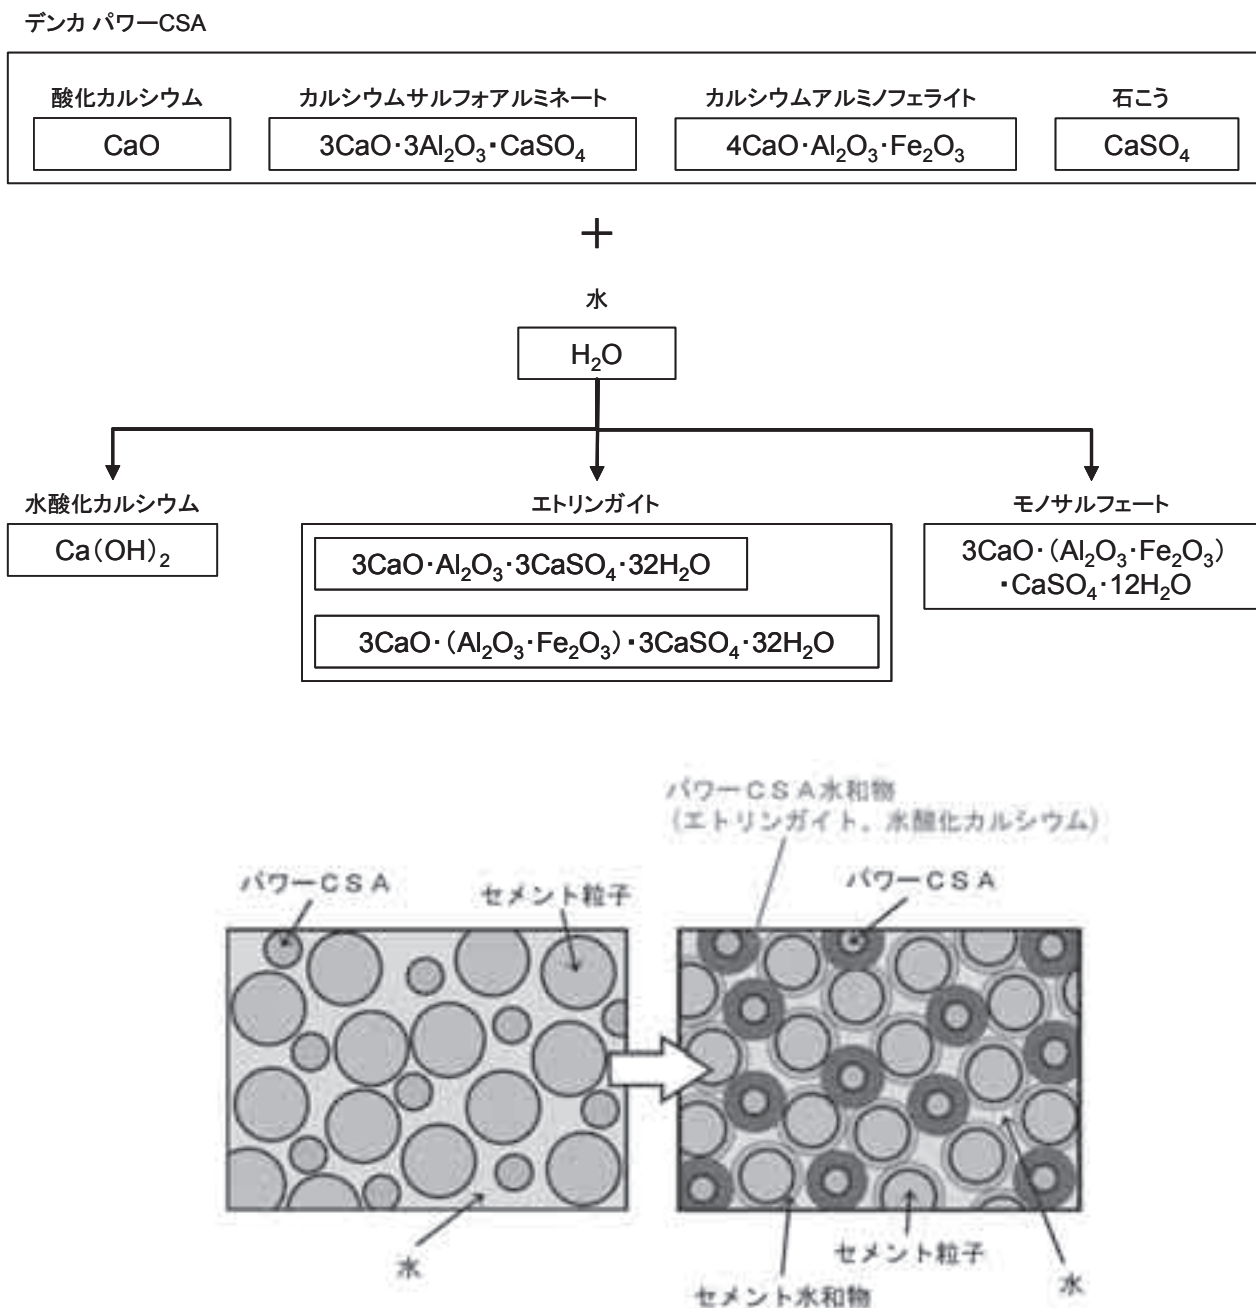 デンカ パワーCSA
酸化カルシウム
カルシウムサルフォアルミネート
カルシウムアルミノフェライト
石こう
CaO
3CaO·3Al₂O₃·CaSO₄
4CaO·Al₂O₃·Fe₂O₃
CaSO₄
+
水
H₂O
水酸化カルシウム
エトリンガイト
モノサルフェート
Ca(OH)₂
3CaO·Al₂O₃·3CaSO₄·32H₂O
3CaO·(Al₂O₃·Fe₂O₃)·3CaSO₄·32H₂O
3CaO·(Al₂O₃·Fe₂O₃)
·CaSO₄·12H₂O
パワーCSA水和物
(エトリンガイト、水酸化カルシウム)
パワーCSA
セメント粒子
パワーCSA
水
セメント粒子
セメント水和物
水